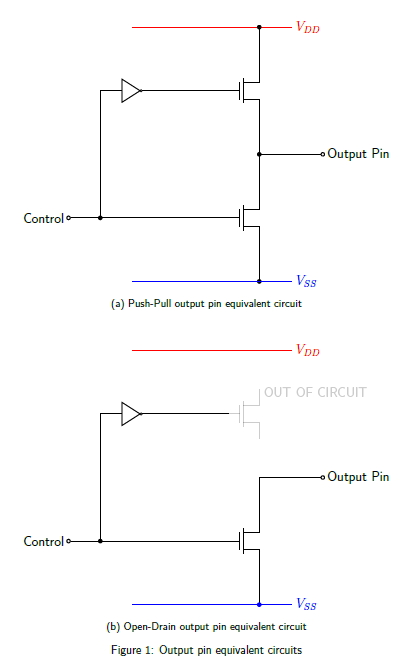 V_DD
Output Pin
Control
V_SS
(a) Push-Pull output pin equivalent circuit
V_DD
OUT OF CIRCUIT
Output Pin
Control
V_SS
(b) Open-Drain output pin equivalent circuit
Figure 1: Output pin equivalent circuits